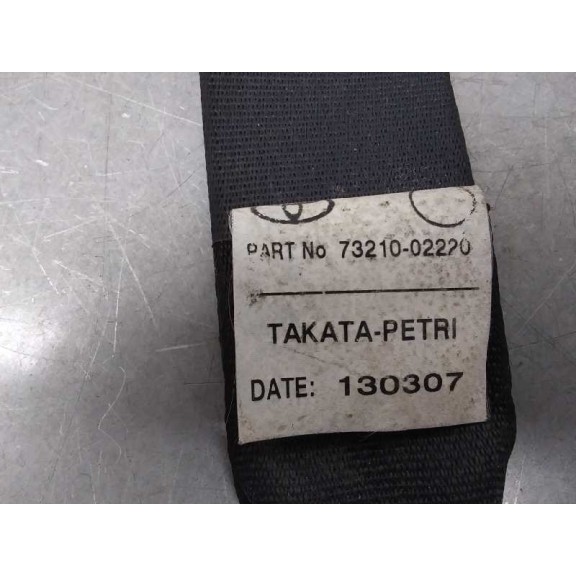 PART No 73210-02220
TAKATA-PETRI
DATE: 130307